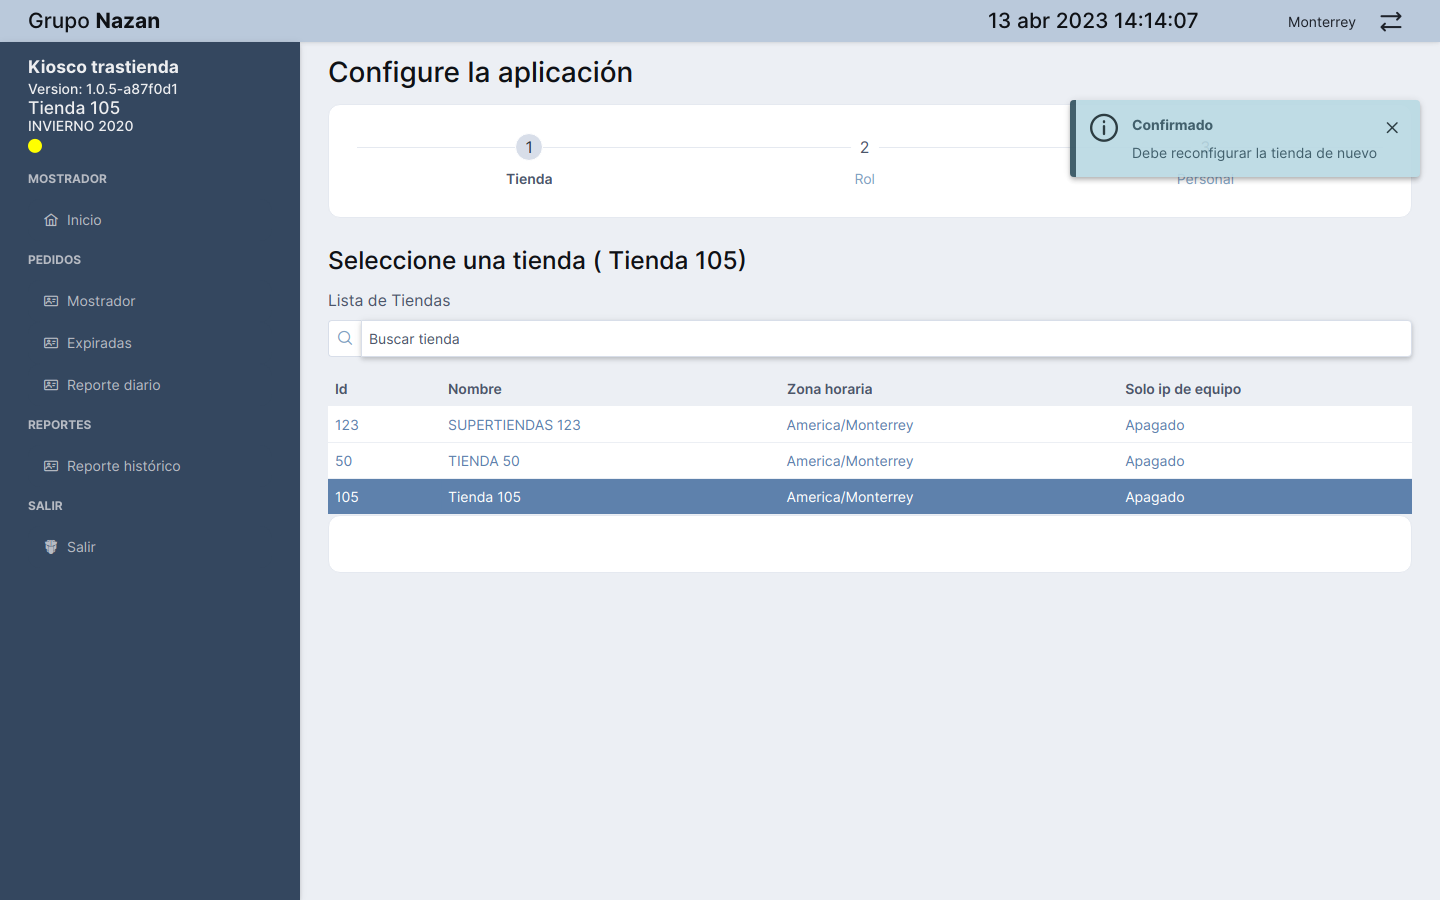 Grupo Nazan
13 abr 2023 14:14:07
Monterrey
Kiosco trastienda
Version: 1.0.5-a87f0d1
Tienda 105
INVIERNO 2020
MOSTRADOR
Inicio
PEDIDOS
Mostrador
Expiradas
Reporte diario
REPORTES
Reporte histórico
SALIR
Salir
Configure la aplicación
1
Tienda
2
Rol
Personal
Confirmado
Debe reconfigurar la tienda de nuevo
Seleccione una tienda ( Tienda 105)
Lista de Tiendas
Buscar tienda
Id Nombre Zona horaria Solo ip de equipo
123 SUPERTIENDAS 123 America/Monterrey Apagado
50 TIENDA 50 America/Monterrey Apagado
105 Tienda 105 America/Monterrey Apagado